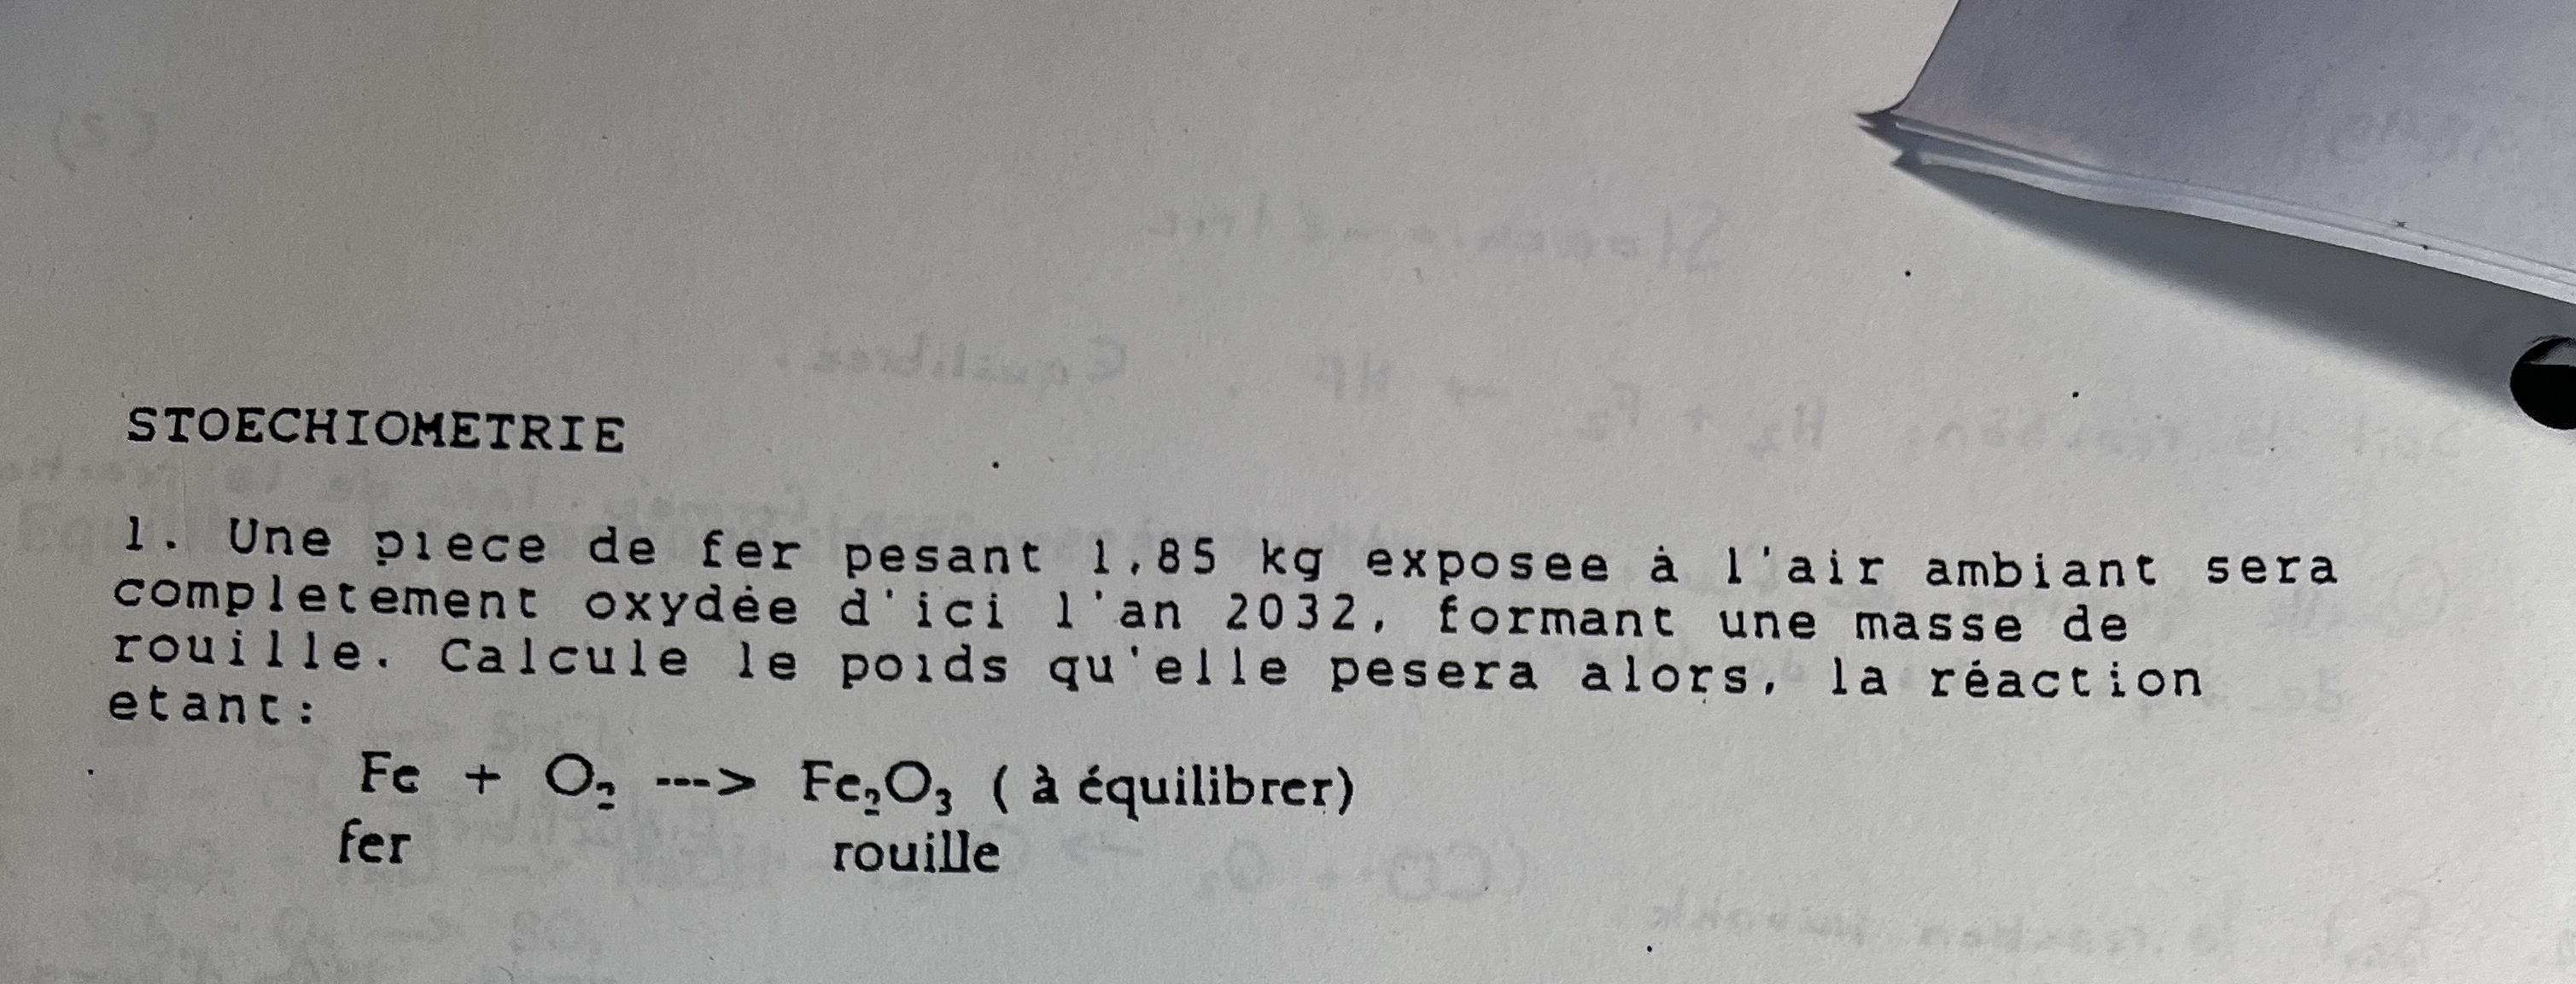 STOECHIOMETRIE
1. Une piece de fer pesant 1,85 kg exposee à l'air ambiant sera
completement oxydée d'ici l'an 2032, formant une masse de
rouille. Calcule le poids qu'elle pesera alors, la réaction
etant:
Fe + O₂ ---> Fe₂O₃ ( à équilibrer)
fer rouille